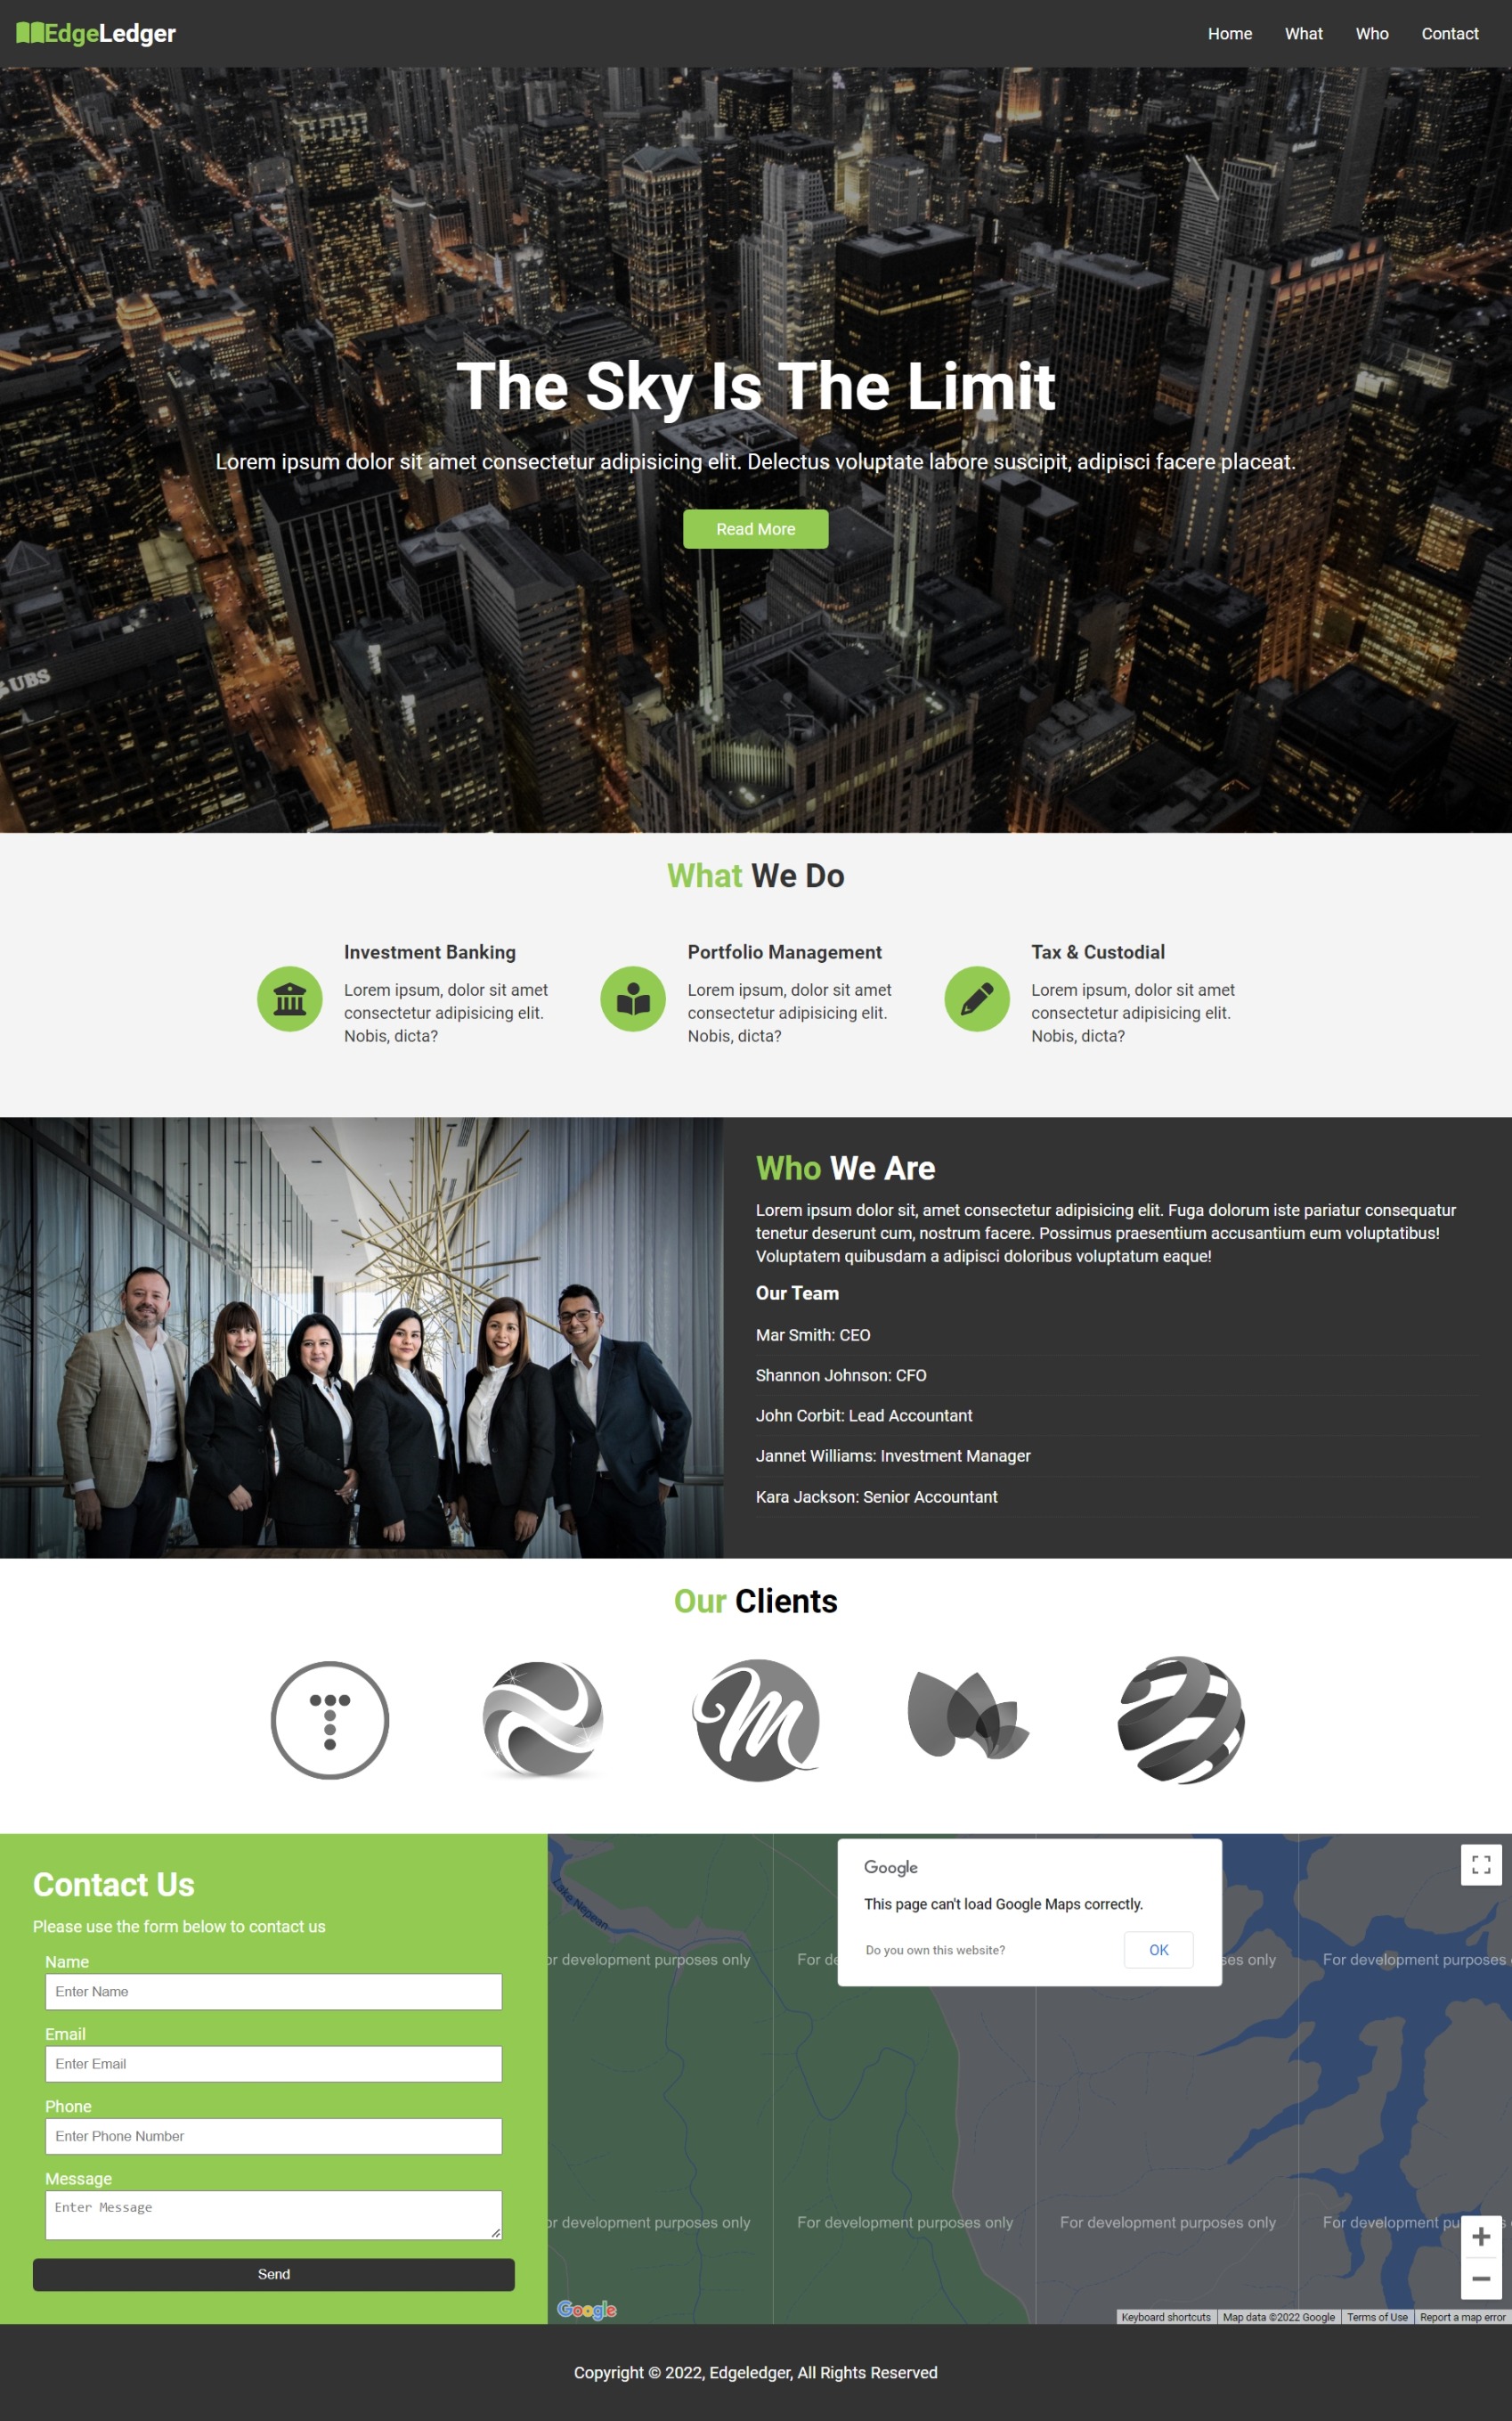 EdgeLedger
Home What Who Contact
The Sky Is The Limit
Lorem ipsum dolor sit amet consectetur adipisicing elit. Delectus voluptate labore suscipit, adipisci facere placeat.
Read More
UBS
What We Do
Investment Banking
Lorem ipsum, dolor sit amet
consectetur adipisicing elit.
Nobis, dicta?
Portfolio Management
Lorem ipsum, dolor sit amet
consectetur adipisicing elit.
Nobis, dicta?
Tax & Custodial
Lorem ipsum, dolor sit amet
consectetur adipisicing elit.
Nobis, dicta?
Who We Are
Lorem ipsum dolor sit, amet consectetur adipisicing elit. Fuga dolorum iste pariatur consequatur
tenetur deserunt cum, nostrum facere. Possimus praesentium accusantium eum voluptatibus!
Voluptatem quibusdam a adipisci doloribus voluptatum eaque!
Our Team
Mar Smith: CEO
Shannon Johnson: CFO
John Corbit: Lead Accountant
Jannet Williams: Investment Manager
Kara Jackson: Senior Accountant
Our Clients
M
Contact Us
Please use the form below to contact us
Name
Enter Name
Email
Enter Email
Phone
Enter Phone Number
Message
Enter Message
Send
Lake Nepean
Google
This page can't load Google Maps correctly.
Do you own this website? OK
or development purposes only For de ses only For development purposes
or development purposes only For development purposes only For development purposes only For development pu
Google
Keyboard shortcuts Map data ©2022 Google Terms of Use Report a map error
Copyright © 2022, Edgeledger, All Rights Reserved